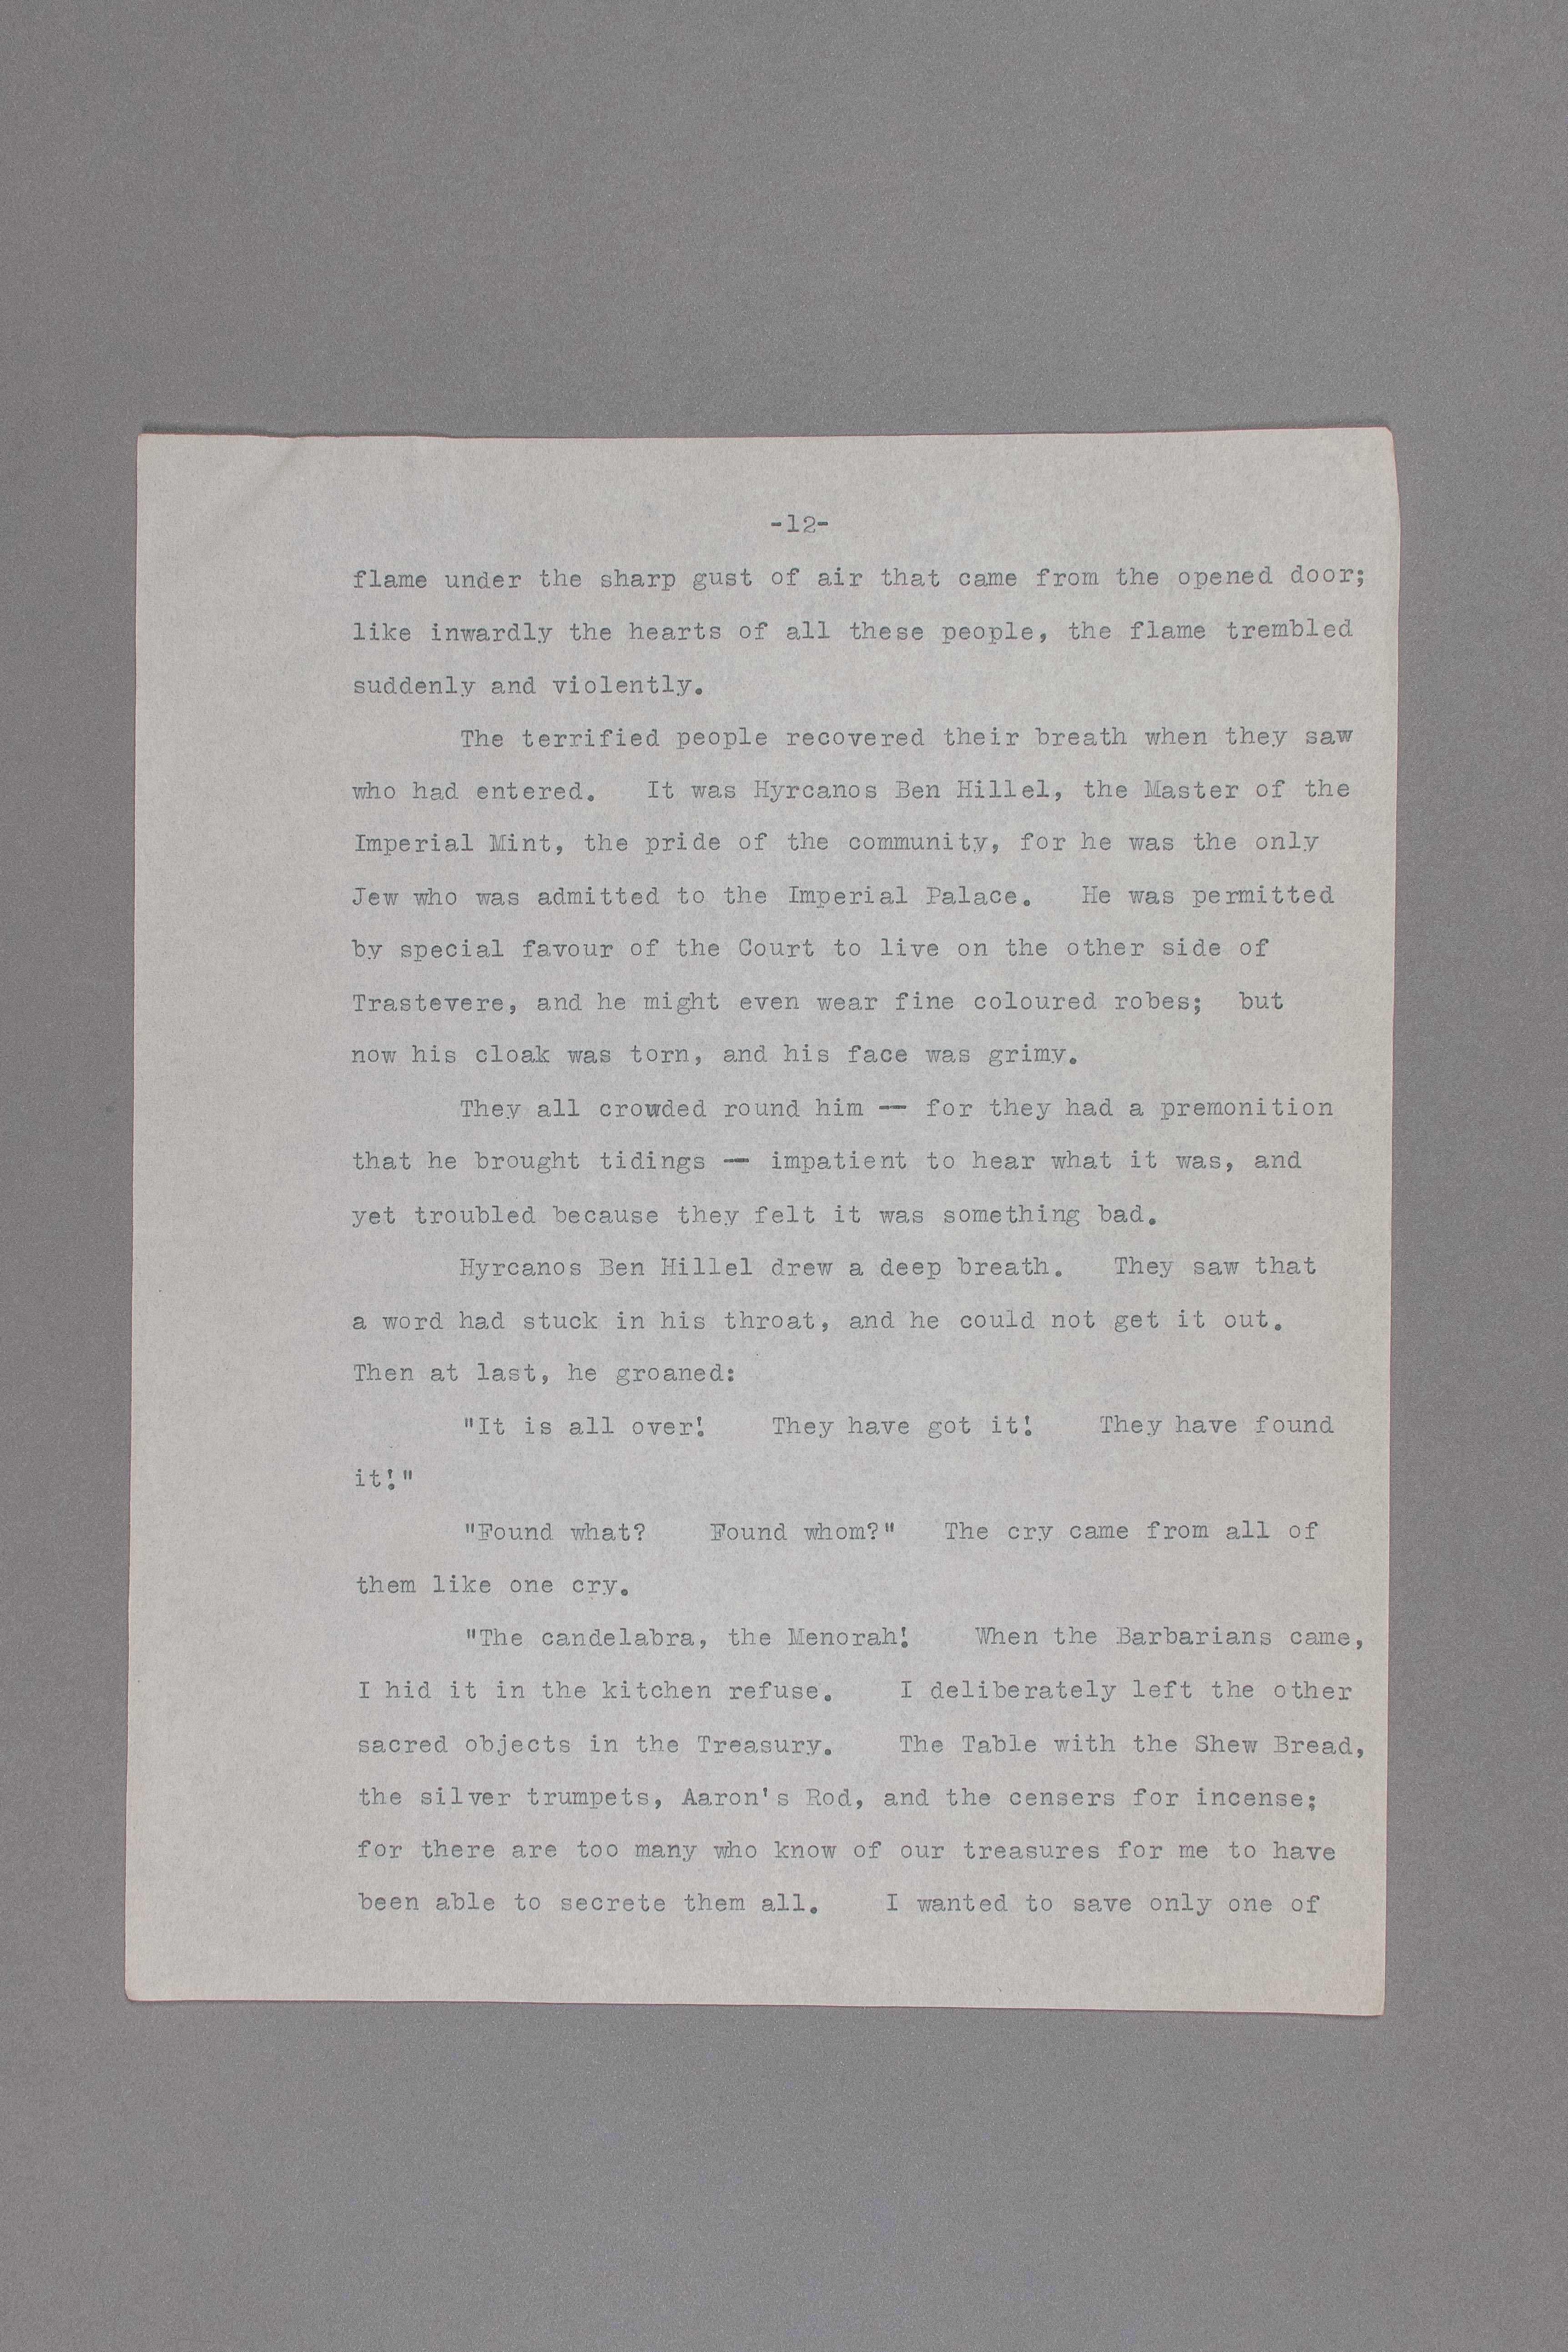 -12-
flame under the sharp gust of air that came from the opened door;
like inwardly the hearts of all these people, the flame trembled
suddenly and violently.
The terrified people recovered their breath when they saw
who had entered. It was Hyrcanos Ben Hillel, the Master of the
Imperial Mint, the pride of the community, for he was the only
Jew who was admitted to the Imperial Palace. He was permitted
by special favour of the Court to live on the other side of
Trastevere, and he might even wear fine coloured robes; but
now his cloak was torn, and his face was grimy.
They all crowded round him — for they had a premonition
that he brought tidings — impatient to hear what it was, and
yet troubled because they felt it was something bad.
Hyrcanos Ben Hillel drew a deep breath. They saw that
a word had stuck in his throat, and he could not get it out.
Then at last, he groaned:
"It is all over! They have got it! They have found
it!"
"Found what? Found whom?" The cry came from all of
them like one cry.
"The candelabra, the Menorah! When the Barbarians came,
I hid it in the kitchen refuse. I deliberately left the other
sacred objects in the Treasury. The Table with the Shew Bread,
the silver trumpets, Aaron's Rod, and the censers for incense;
for there are too many who know of our treasures for me to have
been able to secrete them all. I wanted to save only one of